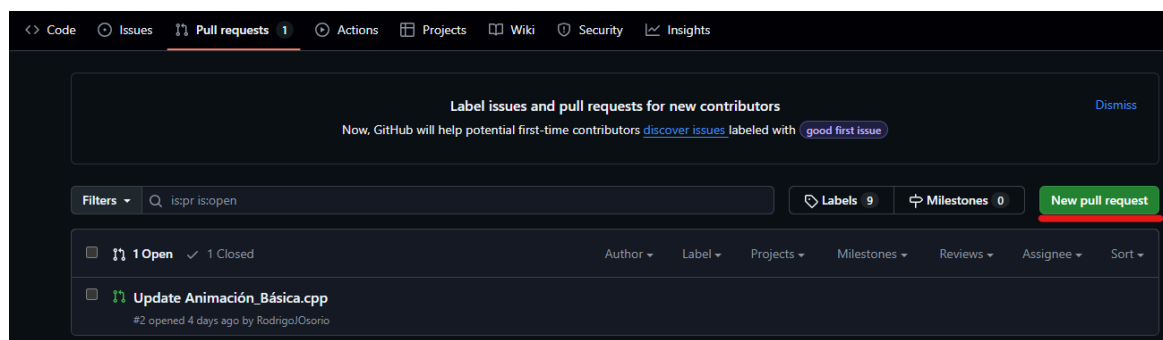 <> Code Issues Pull requests 1 Actions Projects Wiki Security Insights
Label issues and pull requests for new contributors Dismiss
Now, GitHub will help potential first-time contributors discover issues labeled with good first issue
Filters is:pr is:open Labels 9 Milestones 0 New pull request
1 Open 1 Closed Author Label Projects Milestones Reviews Assignee Sort
Update Animación_Básica.cpp
#2 opened 4 days ago by RodrigoJOsorio